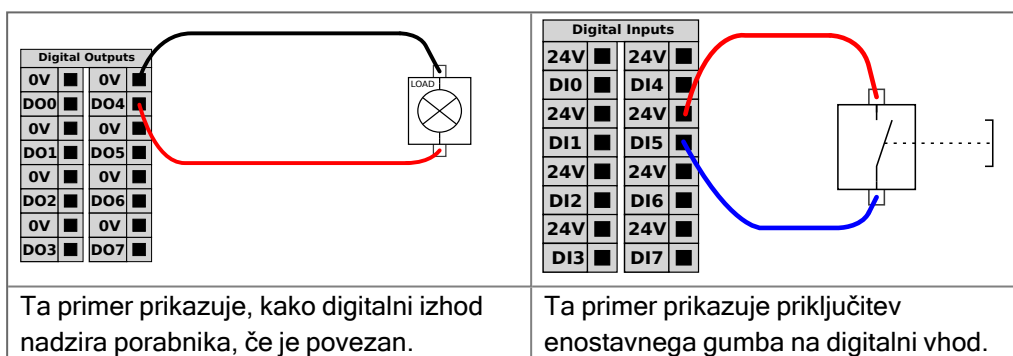 Digital Outputs
0V 0V
DO0 DO4
0V 0V
DO1 DO5
0V 0V
DO2 DO6
0V 0V
DO3 DO7
LOAD
Ta primer prikazuje, kako digitalni izhod
nadzira porabnika, če je povezan.
Digital Inputs
24V 24V
DI0 DI4
24V 24V
DI1 DI5
24V 24V
DI2 DI6
24V 24V
DI3 DI7
Ta primer prikazuje priključitev
enostavnega gumba na digitalni vhod.